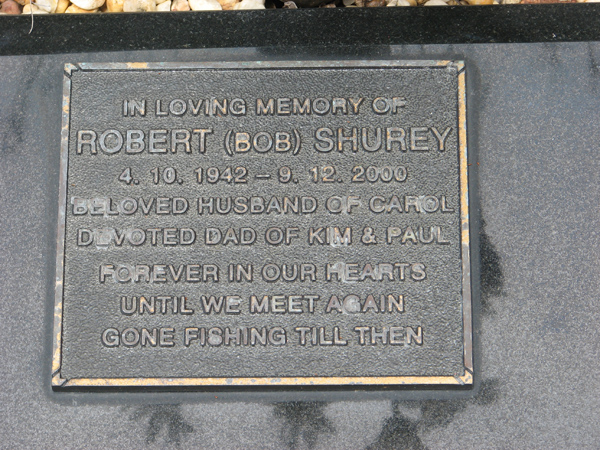 IN LOVING MEMORY OF
ROBERT (BOB) SHUREY
4. 10. 1942 – 9. 12. 2000
BELOVED HUSBAND OF CAROL
DEVOTED DAD OF KIM & PAUL
FOREVER IN OUR HEARTS
UNTIL WE MEET AGAIN
GONE FISHING TILL THEN